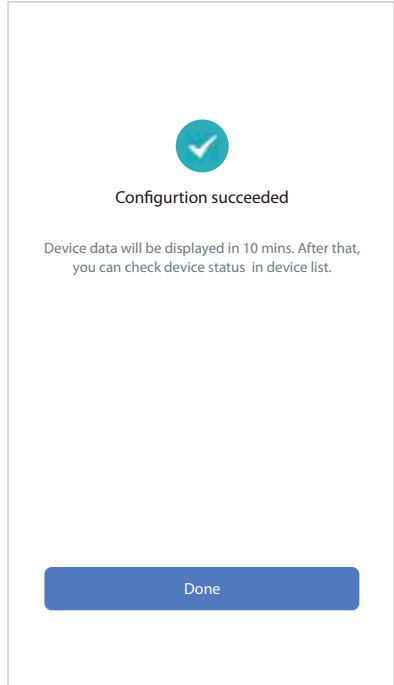 Configurtion succeeded
Device data will be displayed in 10 mins. After that,
you can check device status in device list.
Done